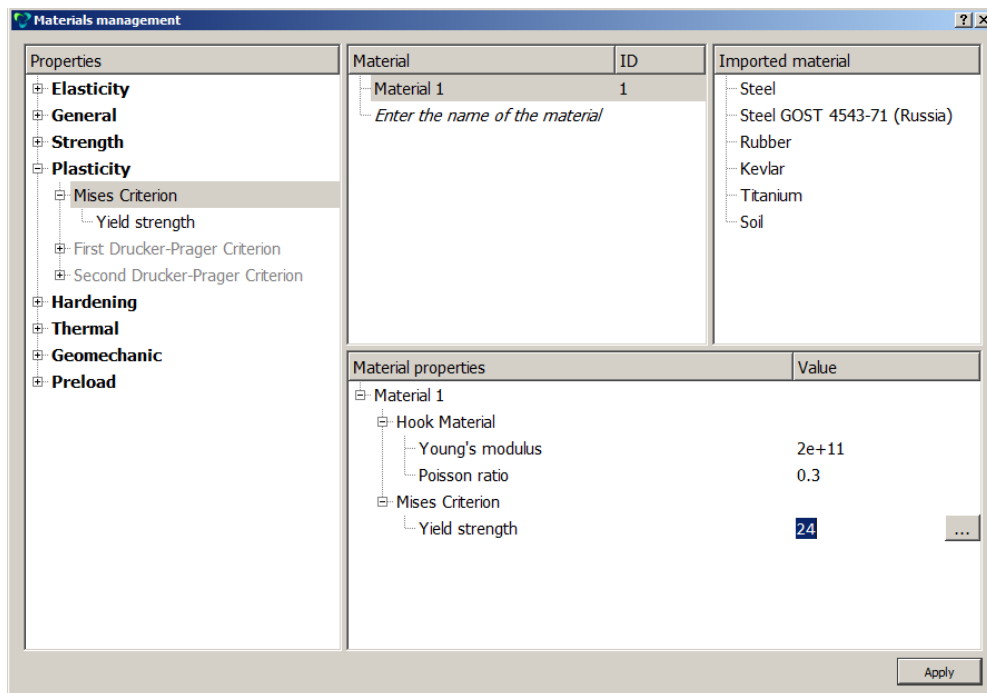 Materials management
Properties
Elasticity
General
Strength
Plasticity
Mises Criterion
Yield strength
First Drucker-Prager Criterion
Second Drucker-Prager Criterion
Hardening
Thermal
Geomechanic
Preload
Material ID
Material 1 1
Enter the name of the material
Imported material
Steel
Steel GOST 4543-71 (Russia)
Rubber
Kevlar
Titanium
Soil
Material properties Value
Material 1
Hook Material
Young's modulus 2e+11
Poisson ratio 0.3
Mises Criterion
Yield strength 24 ...
Apply